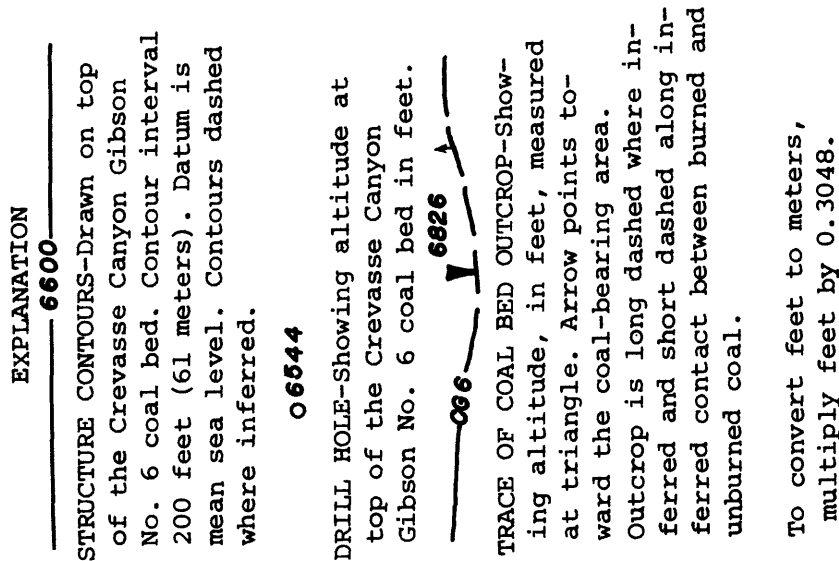 EXPLANATION
6600
STRUCTURE CONTOURS-Drawn on top
of the Crevasse Canyon Gibson
No. 6 coal bed. Contour interval
200 feet (61 meters). Datum is
mean sea level. Contours dashed
where inferred.
o6544
DRILL HOLE-Showing altitude at
top of the Crevasse Canyon
Gibson No. 6 coal bed in feet.
CG6 6826
TRACE OF COAL BED OUTCROP-Show-
ing altitude, in feet, measured
at triangle. Arrow points to-
ward the coal-bearing area.
Outcrop is long dashed where in-
ferred and short dashed along in-
ferred contact between burned and
unburned coal.
To convert feet to meters,
multiply feet by 0.3048.